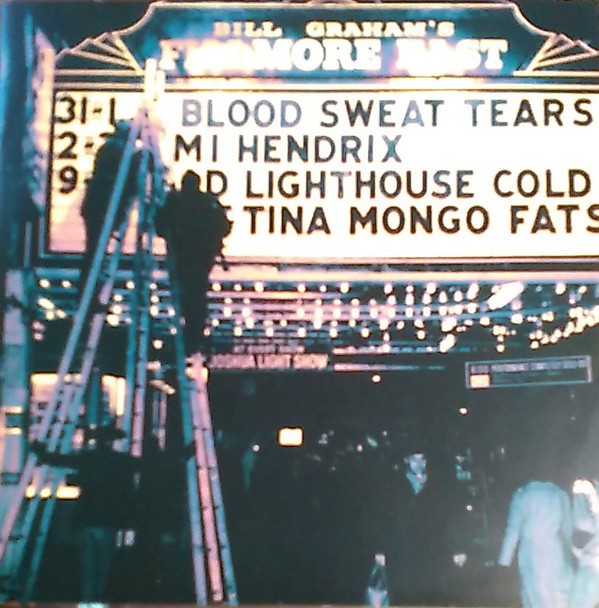 BILL GRAHAM'S
FILLMORE EAST
31-1 BLOOD SWEAT TEARS
2- MI HENDRIX
9- OD LIGHTHOUSE COLD
TINA MONGO FATS
JOSHUA LIGHT SHOW